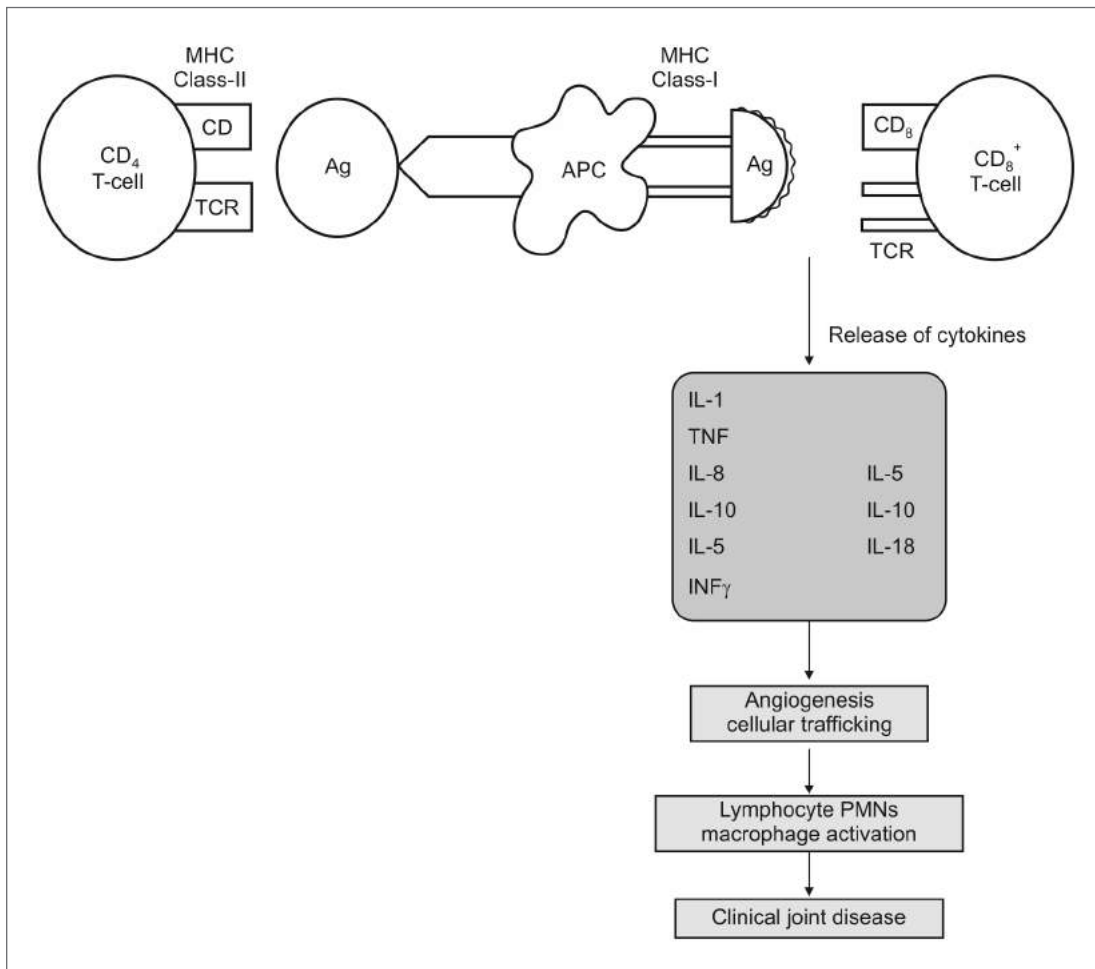 MHC
Class-II
MHC
Class-I
CD
CD4
T-cell
TCR
Ag
APC
Ag
CD8
CD8+
T-cell
TCR
Release of cytokines
IL-1
TNF
IL-8
IL-5
IL-10
IL-10
IL-5
IL-18
INFγ
Angiogenesis
cellular trafficking
Lymphocyte PMNs
macrophage activation
Clinical joint disease